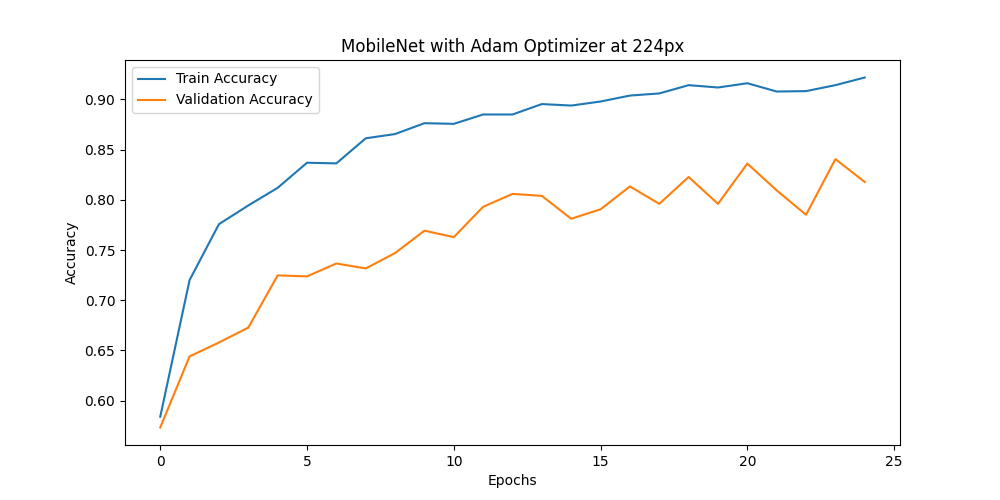 MobileNet with Adam Optimizer at 224px
Train Accuracy
Validation Accuracy
0.90
0.85
0.80
0.75
0.70
0.65
0.60
Accuracy
0 5 10 15 20 25
Epochs